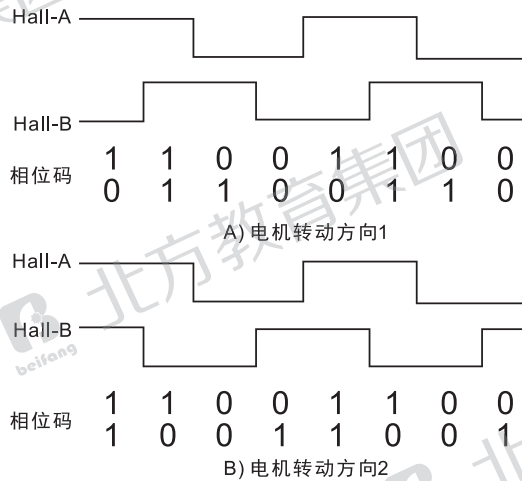 Hall-A
Hall-B
相位码
1 1 0 0 1 1 0 0
0 1 1 0 0 1 1 0
A) 电机转动方向1
Hall-A
Hall-B
相位码
1 1 0 0 1 1 0 0
1 0 0 1 1 0 0 1
B) 电机转动方向2
北方教育集团
beifang